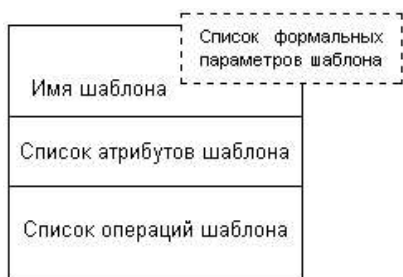 Список формальных
параметров шаблона
Имя шаблона
Список атрибутов шаблона
Список операций шаблона